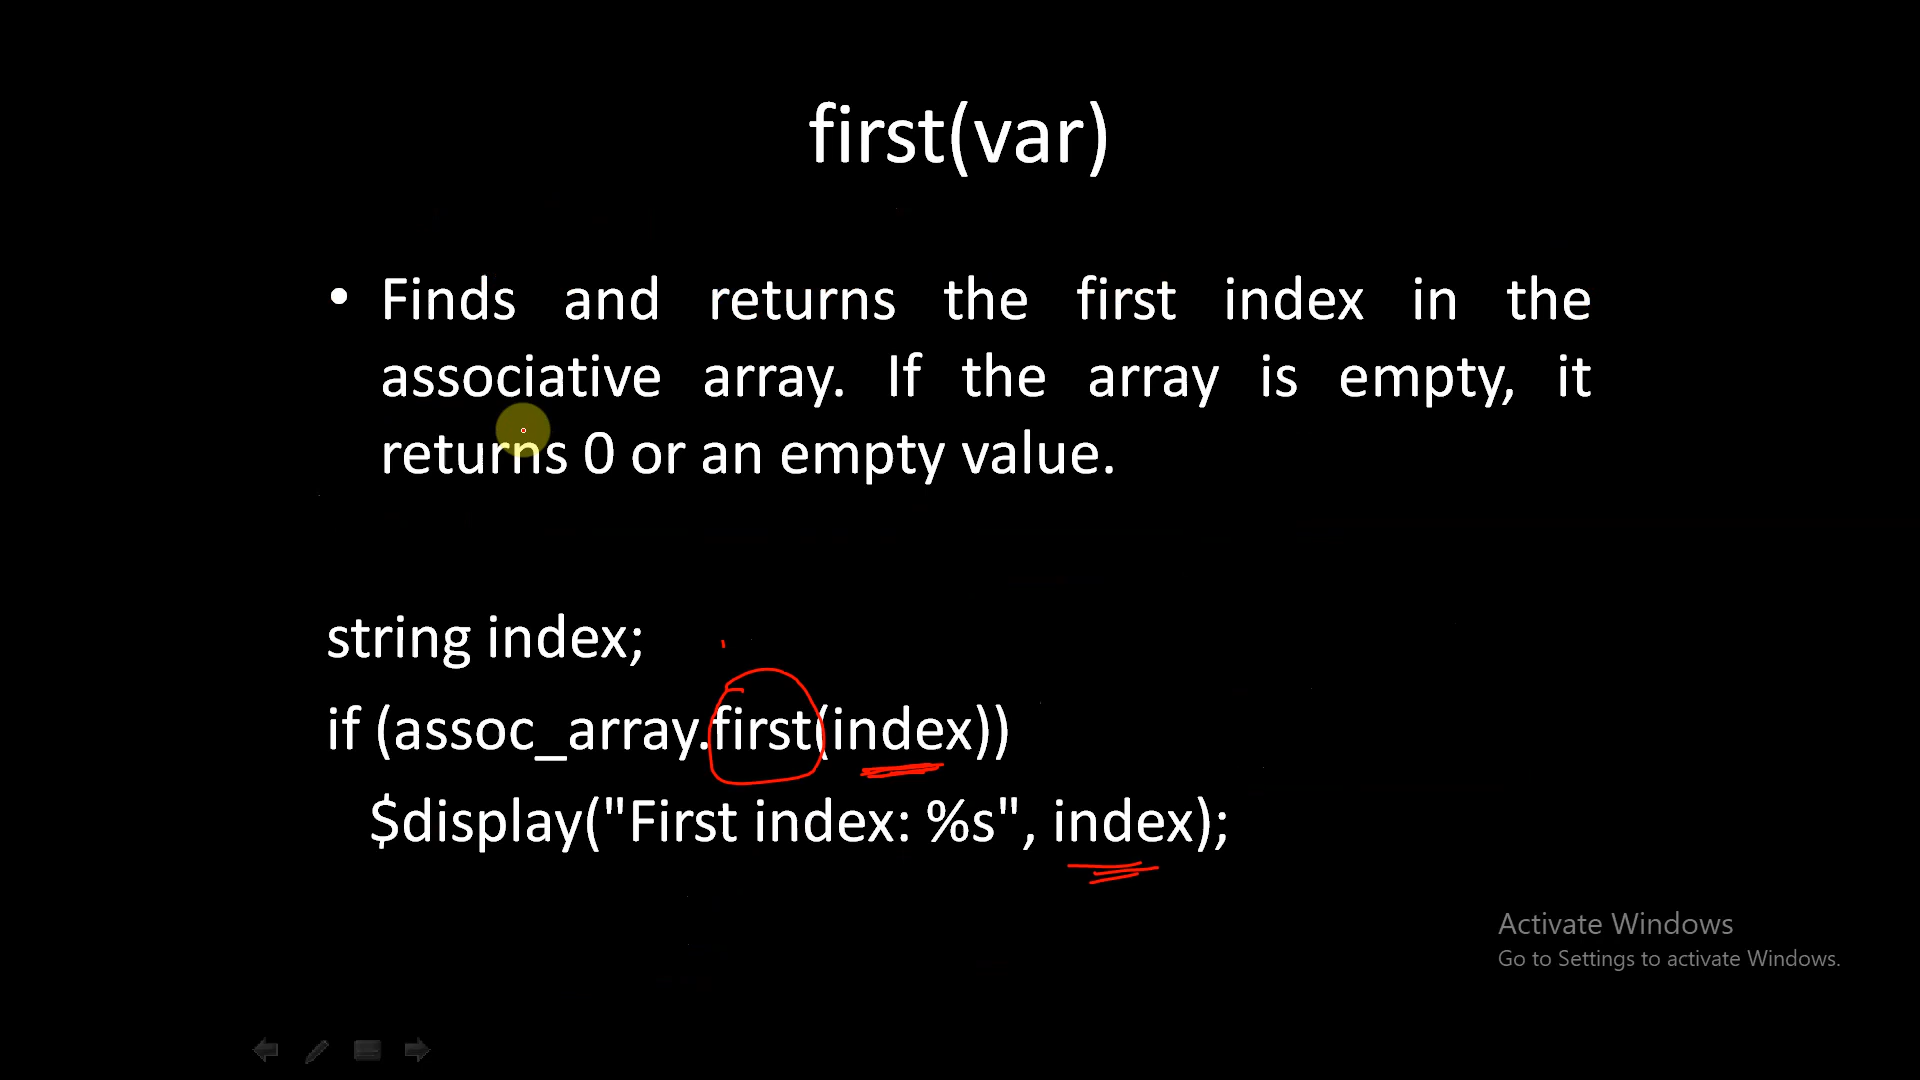 first(var)
• Finds and returns the first index in the
associative array. If the array is empty, it
returns 0 or an empty value.
string index;
if (assoc_array.first(index))
$display("First index: %s", index);
Activate Windows
Go to Settings to activate Windows.